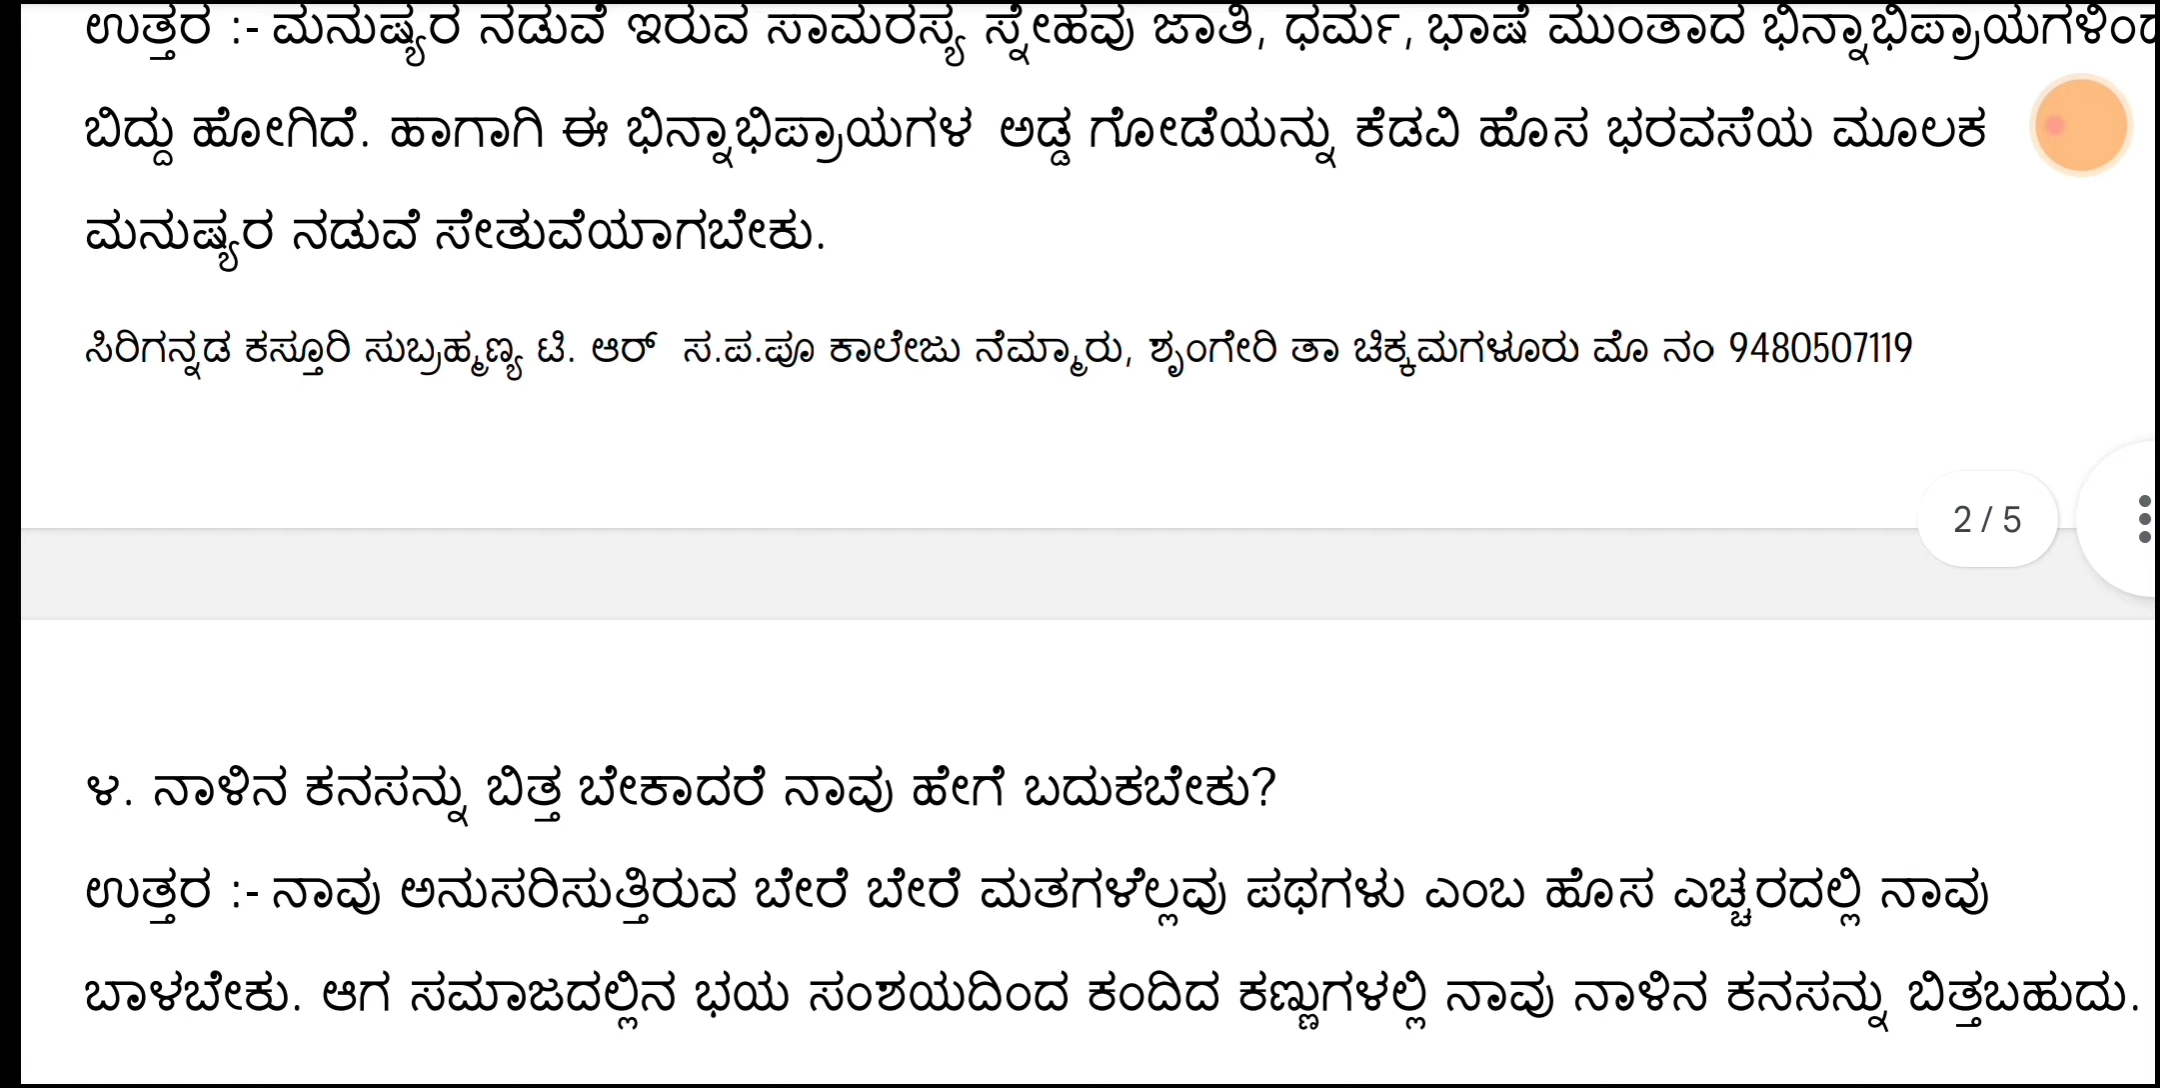 ಉತ್ತರ :- ಮನುಷ್ಯರ ನಡುವೆ ಇರುವ ಸಾಮರಸ್ಯ ಸ್ನೇಹವು ಜಾತಿ, ಧರ್ಮ, ಭಾಷೆ ಮುಂತಾದ ಭಿನ್ನಾಭಿಪ್ರಾಯಗಳಿಂದ
ಬಿದ್ದು ಹೋಗಿದೆ. ಹಾಗಾಗಿ ಈ ಭಿನ್ನಾಭಿಪ್ರಾಯಗಳ ಅಡ್ಡ ಗೋಡೆಯನ್ನು ಕೆಡವಿ ಹೊಸ ಭರವಸೆಯ ಮೂಲಕ
ಮನುಷ್ಯರ ನಡುವೆ ಸೇತುವೆಯಾಗಬೇಕು.
ಸಿರಿಗನ್ನಡ ಕಸ್ತೂರಿ ಸುಬ್ರಹ್ಮಣ್ಯ ಟಿ. ಆರ್ ಸ.ಪ.ಪೂ ಕಾಲೇಜು ನೆಮ್ಮಾರು, ಶೃಂಗೇರಿ ತಾ ಚಿಕ್ಕಮಗಳೂರು ಮೊ ನಂ 9480507119
2 / 5
೪. ನಾಳಿನ ಕನಸನ್ನು ಬಿತ್ತ ಬೇಕಾದರೆ ನಾವು ಹೇಗೆ ಬದುಕಬೇಕು?
ಉತ್ತರ :- ನಾವು ಅನುಸರಿಸುತ್ತಿರುವ ಬೇರೆ ಬೇರೆ ಮತಗಳೆಲ್ಲವು ಪಥಗಳು ಎಂಬ ಹೊಸ ಎಚ್ಚರದಲ್ಲಿ ನಾವು
ಬಾಳಬೇಕು. ಆಗ ಸಮಾಜದಲ್ಲಿನ ಭಯ ಸಂಶಯದಿಂದ ಕಂದಿದ ಕಣ್ಣುಗಳಲ್ಲಿ ನಾವು ನಾಳಿನ ಕನಸನ್ನು ಬಿತ್ತಬಹುದು.